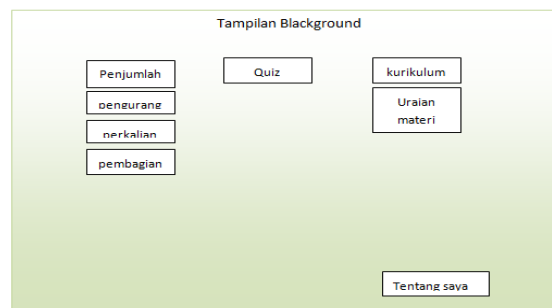 Tampilan Blackground
Penjumlah
pengurang
perkalian
pembagian
Quiz
kurikulum
Uraian
materi
Tentang saya